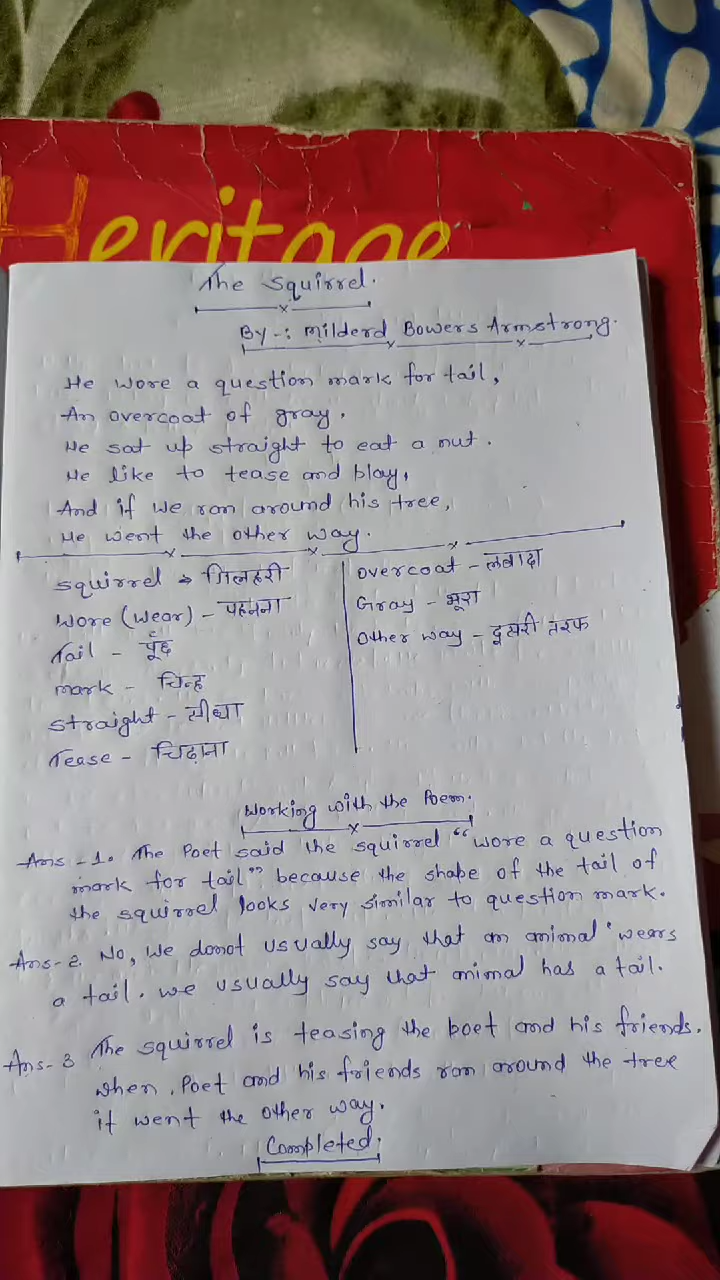 Heritage
The Squirrel.
By-: Milderd Bowers Armstrong.
He wore a question mark for tail,
An overcoat of gray.
He sat up straight to eat a nut.
He like to tease and play,
And if we ran around his tree,
He went the other way.
Squirrel → गिलहरी
Wore (Wear) - पहनना
Tail - पूँछ
mark - चिन्ह
Straight - सीधा
Tease - चिढ़ाना
Overcoat - लबादा
Gray - भूरा
Other way - दूसरी तरफ
Working with the Poem.
Ans-1. The Poet said the squirrel "wore a question
mark for tail" because the shape of the tail of
the squirrel looks very similar to question mark.
Ans-2. No, We donot usually say that an animal 'wears
a tail. we usually say that animal has a tail.
Ans-3 The squirrel is teasing the poet and his friends.
when, Poet and his friends ran around the tree
it went the other way.
Completed.